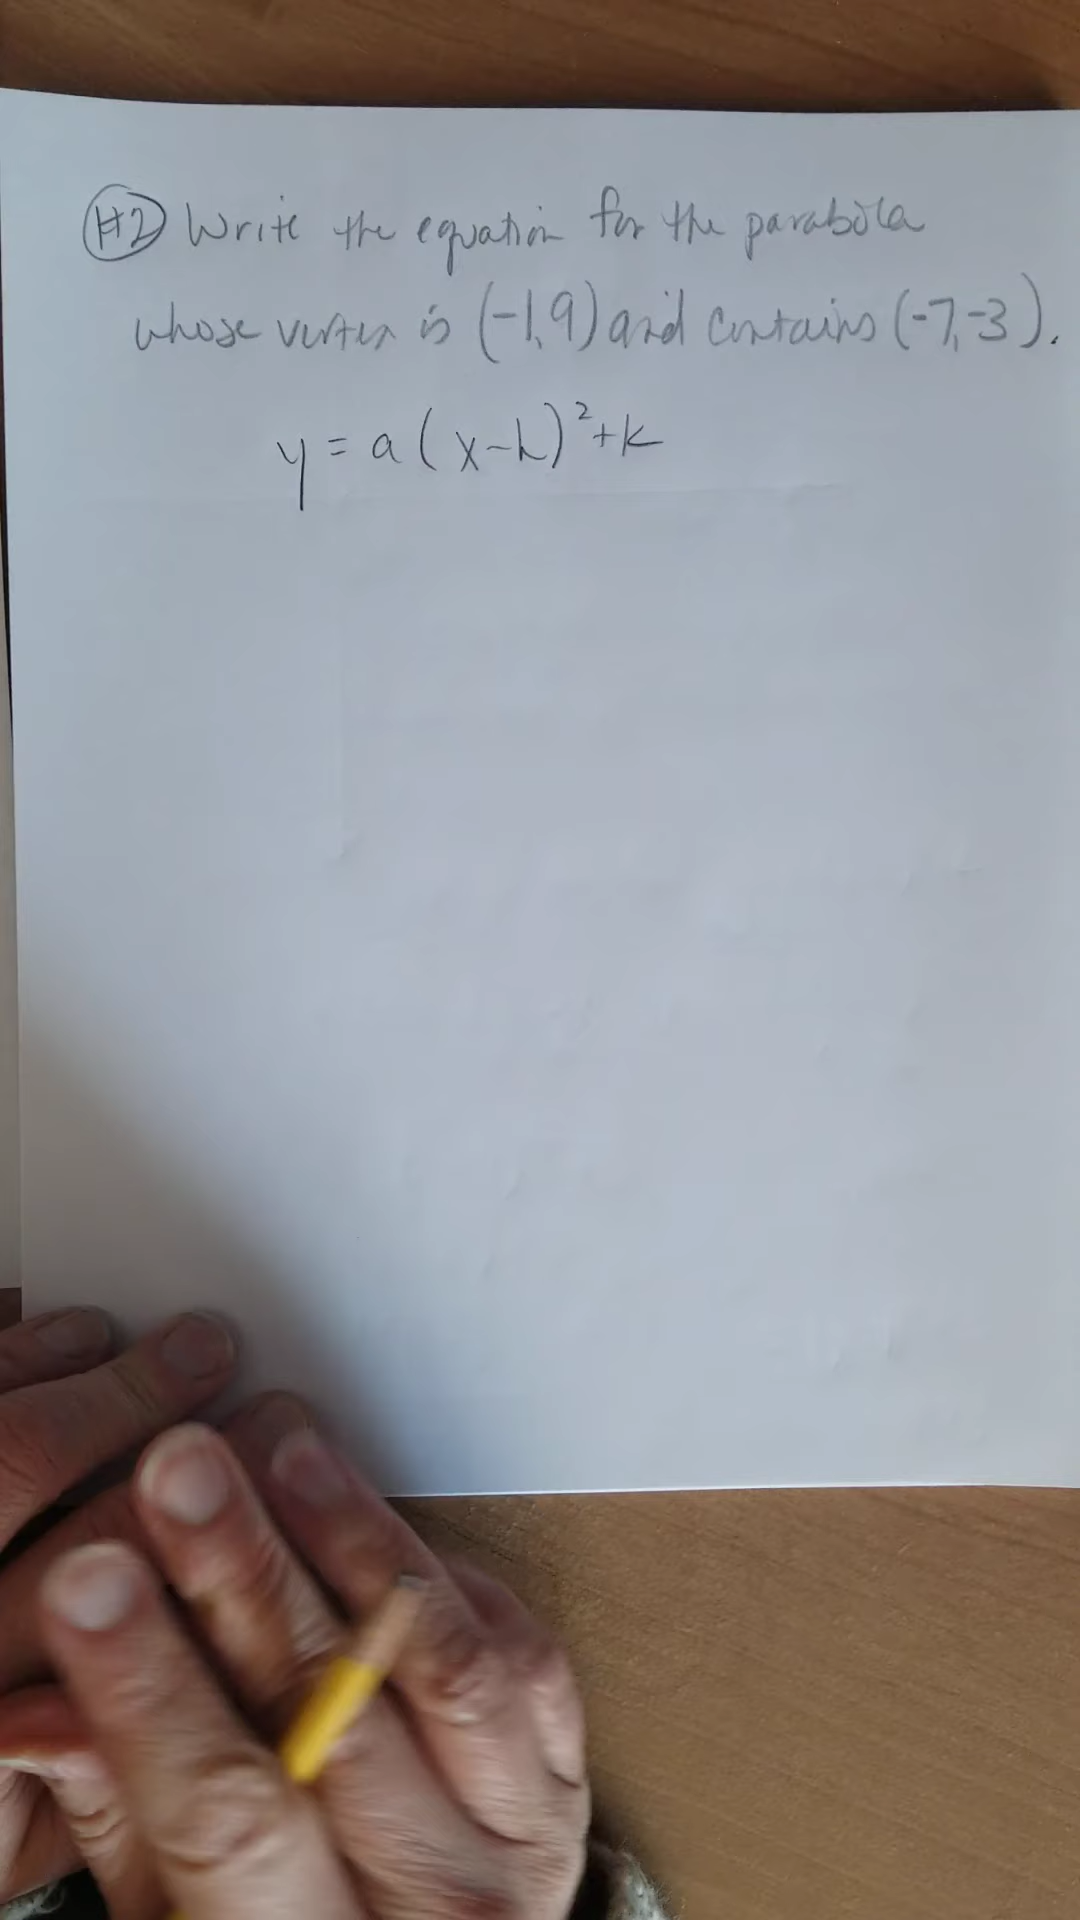 #2 Write the equation for the parabola
whose vertex is (-1,9) and contains (-7,-3).
y = a(x-h)²+k